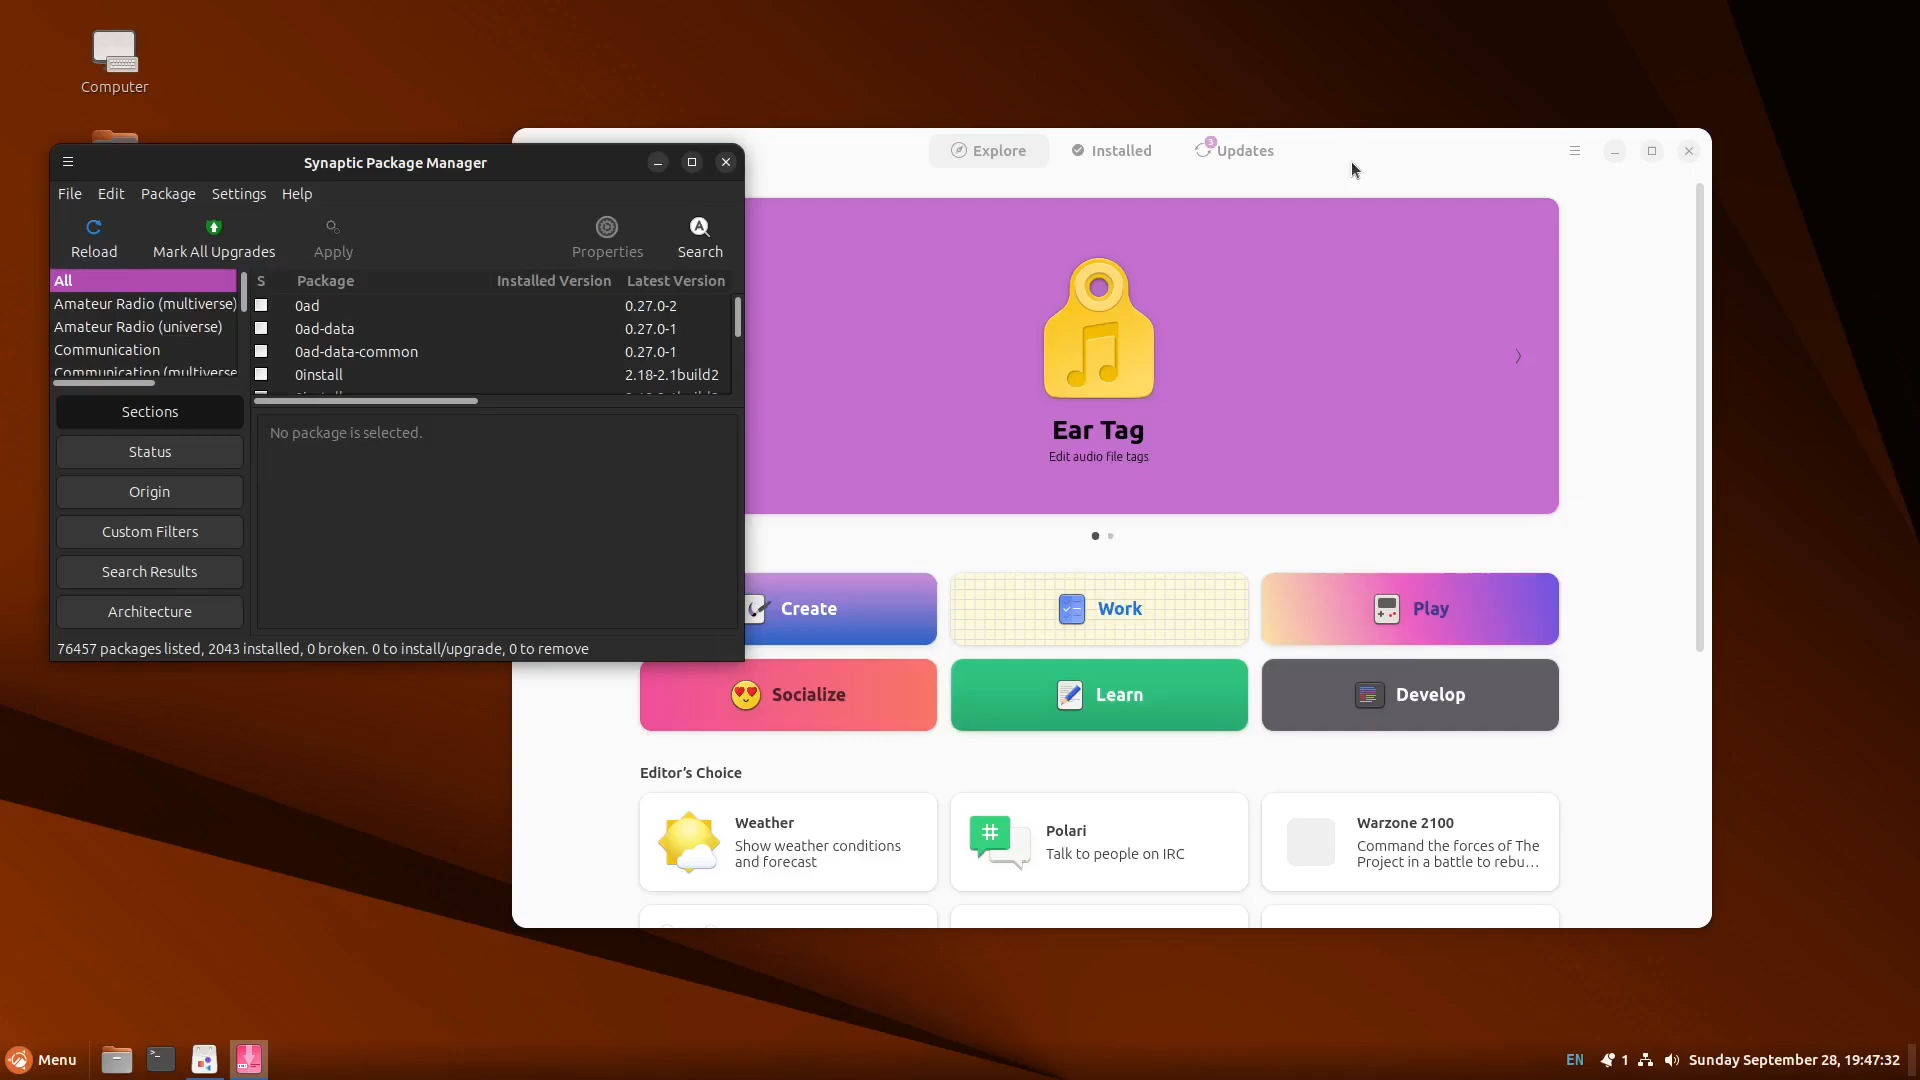 Computer
Synaptic Package Manager
File Edit Package Settings Help
Reload Mark All Upgrades Apply Properties Search
All
Amateur Radio (multiverse)
Amateur Radio (universe)
Communication
Communication (multiverse
S Package Installed Version Latest Version
0ad 0.27.0-2
0ad-data 0.27.0-1
0ad-data-common 0.27.0-1
0install 2.18-2.1build2
Sections
Status
Origin
Custom Filters
Search Results
Architecture
No package is selected.
76457 packages listed, 2043 installed, 0 broken. 0 to install/upgrade, 0 to remove
Explore Installed 3 Updates
Ear Tag
Edit audio file tags
Create Work Play
Socialize Learn Develop
Editor’s Choice
Weather
Show weather conditions
and forecast
Polari
Talk to people on IRC
Warzone 2100
Command the forces of The
Project in a battle to rebu…
Menu
EN 1 Sunday September 28, 19:47:32